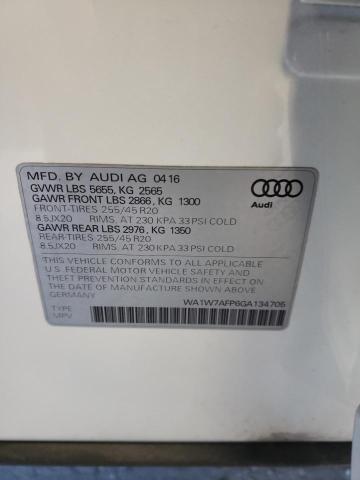 MFD. BY AUDI AG 04 16
GVWR LBS 5655, KG 2565
GAWR FRONT LBS 2866, KG 1300
FRONT-TIRES 255/45 R20
8.5JX20 RIMS, AT 230 KPA 33 PSI COLD
GAWR REAR LBS 2976, KG 1350
REAR-TIRES 255/45 R20
8.5JX20 RIMS, AT 230 KPA 33 PSI COLD
Audi
THIS VEHICLE CONFORMS TO ALL APPLICABLE
U.S. FEDERAL MOTOR VEHICLE SAFETY AND
THEFT PREVENTION STANDARDS IN EFFECT ON
THE DATE OF MANUFACTURE SHOWN ABOVE.
GERMANY
WA1W7AFP6GA134705
TYPE
MPV